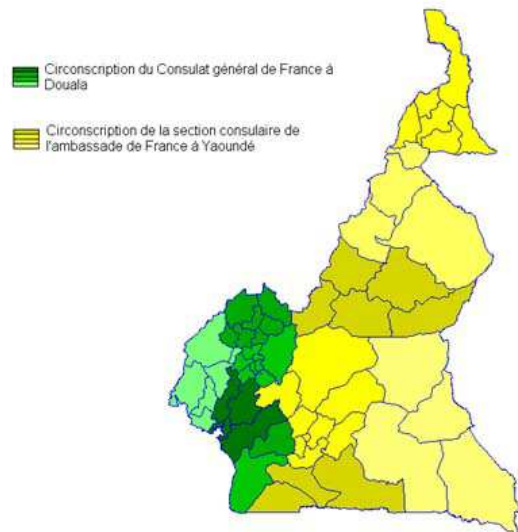 Circonscription du Consulat général de France à
Douala
Circonscription de la section consulaire de
l'ambassade de France à Yaoundé